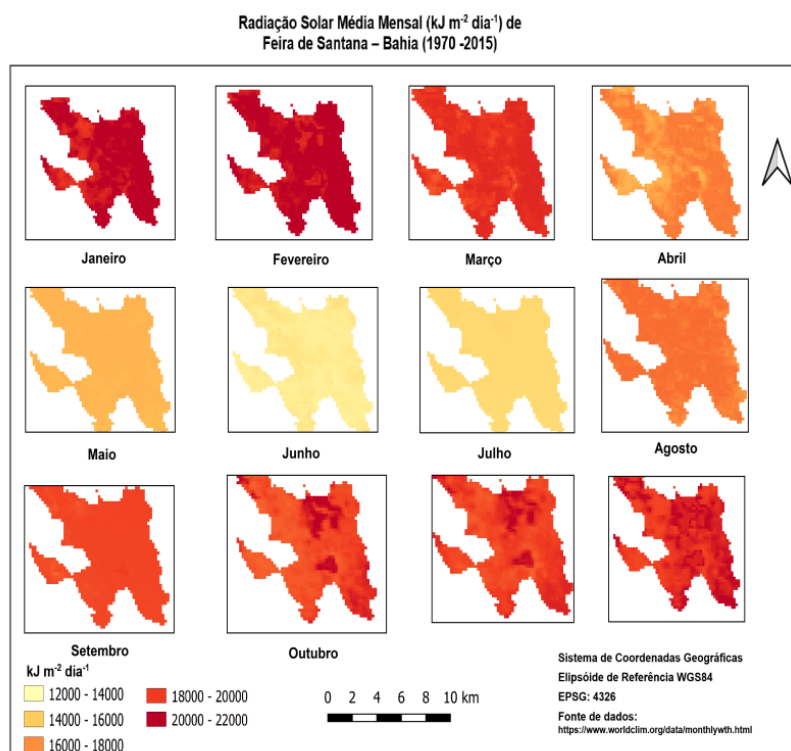 Radiação Solar Média Mensal (kJ m⁻² dia⁻¹) de
Feira de Santana – Bahia (1970 -2015)
Janeiro
Fevereiro
Março
Abril
Maio
Junho
Julho
Agosto
Setembro
Outubro
kJ m⁻² dia⁻¹
12000 - 14000
14000 - 16000
16000 - 18000
18000 - 20000
20000 - 22000
0 2 4 6 8 10 km
Sistema de Coordenadas Geográficas
Elipsóide de Referência WGS84
EPSG: 4326
Fonte de dados:
https://www.worldclim.org/data/monthlywth.html